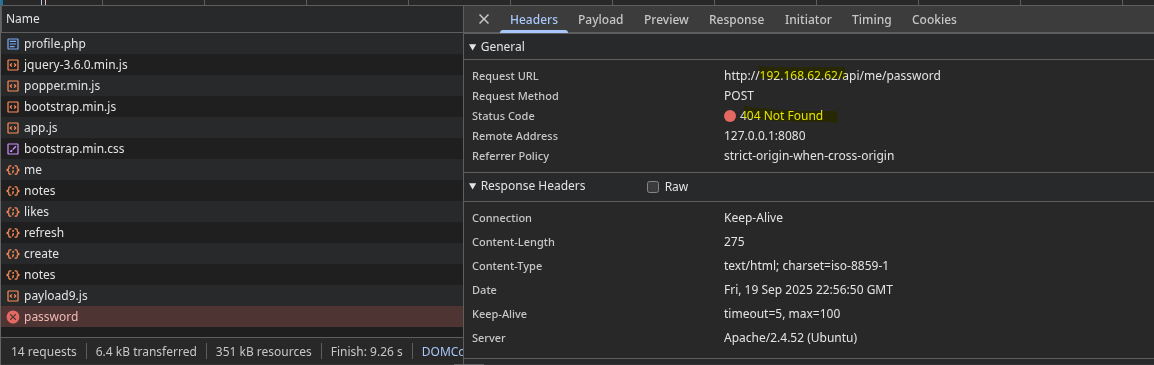 Name
profile.php
jquery-3.6.0.min.js
popper.min.js
bootstrap.min.js
app.js
bootstrap.min.css
me
notes
likes
refresh
create
notes
payload9.js
password
14 requests 6.4 kB transferred 351 kB resources Finish: 9.26 s DOMCo
Headers Payload Preview Response Initiator Timing Cookies
General
Request URL http://192.168.62.62/api/me/password
Request Method POST
Status Code 404 Not Found
Remote Address 127.0.0.1:8080
Referrer Policy strict-origin-when-cross-origin
Response Headers Raw
Connection Keep-Alive
Content-Length 275
Content-Type text/html; charset=iso-8859-1
Date Fri, 19 Sep 2025 22:56:50 GMT
Keep-Alive timeout=5, max=100
Server Apache/2.4.52 (Ubuntu)